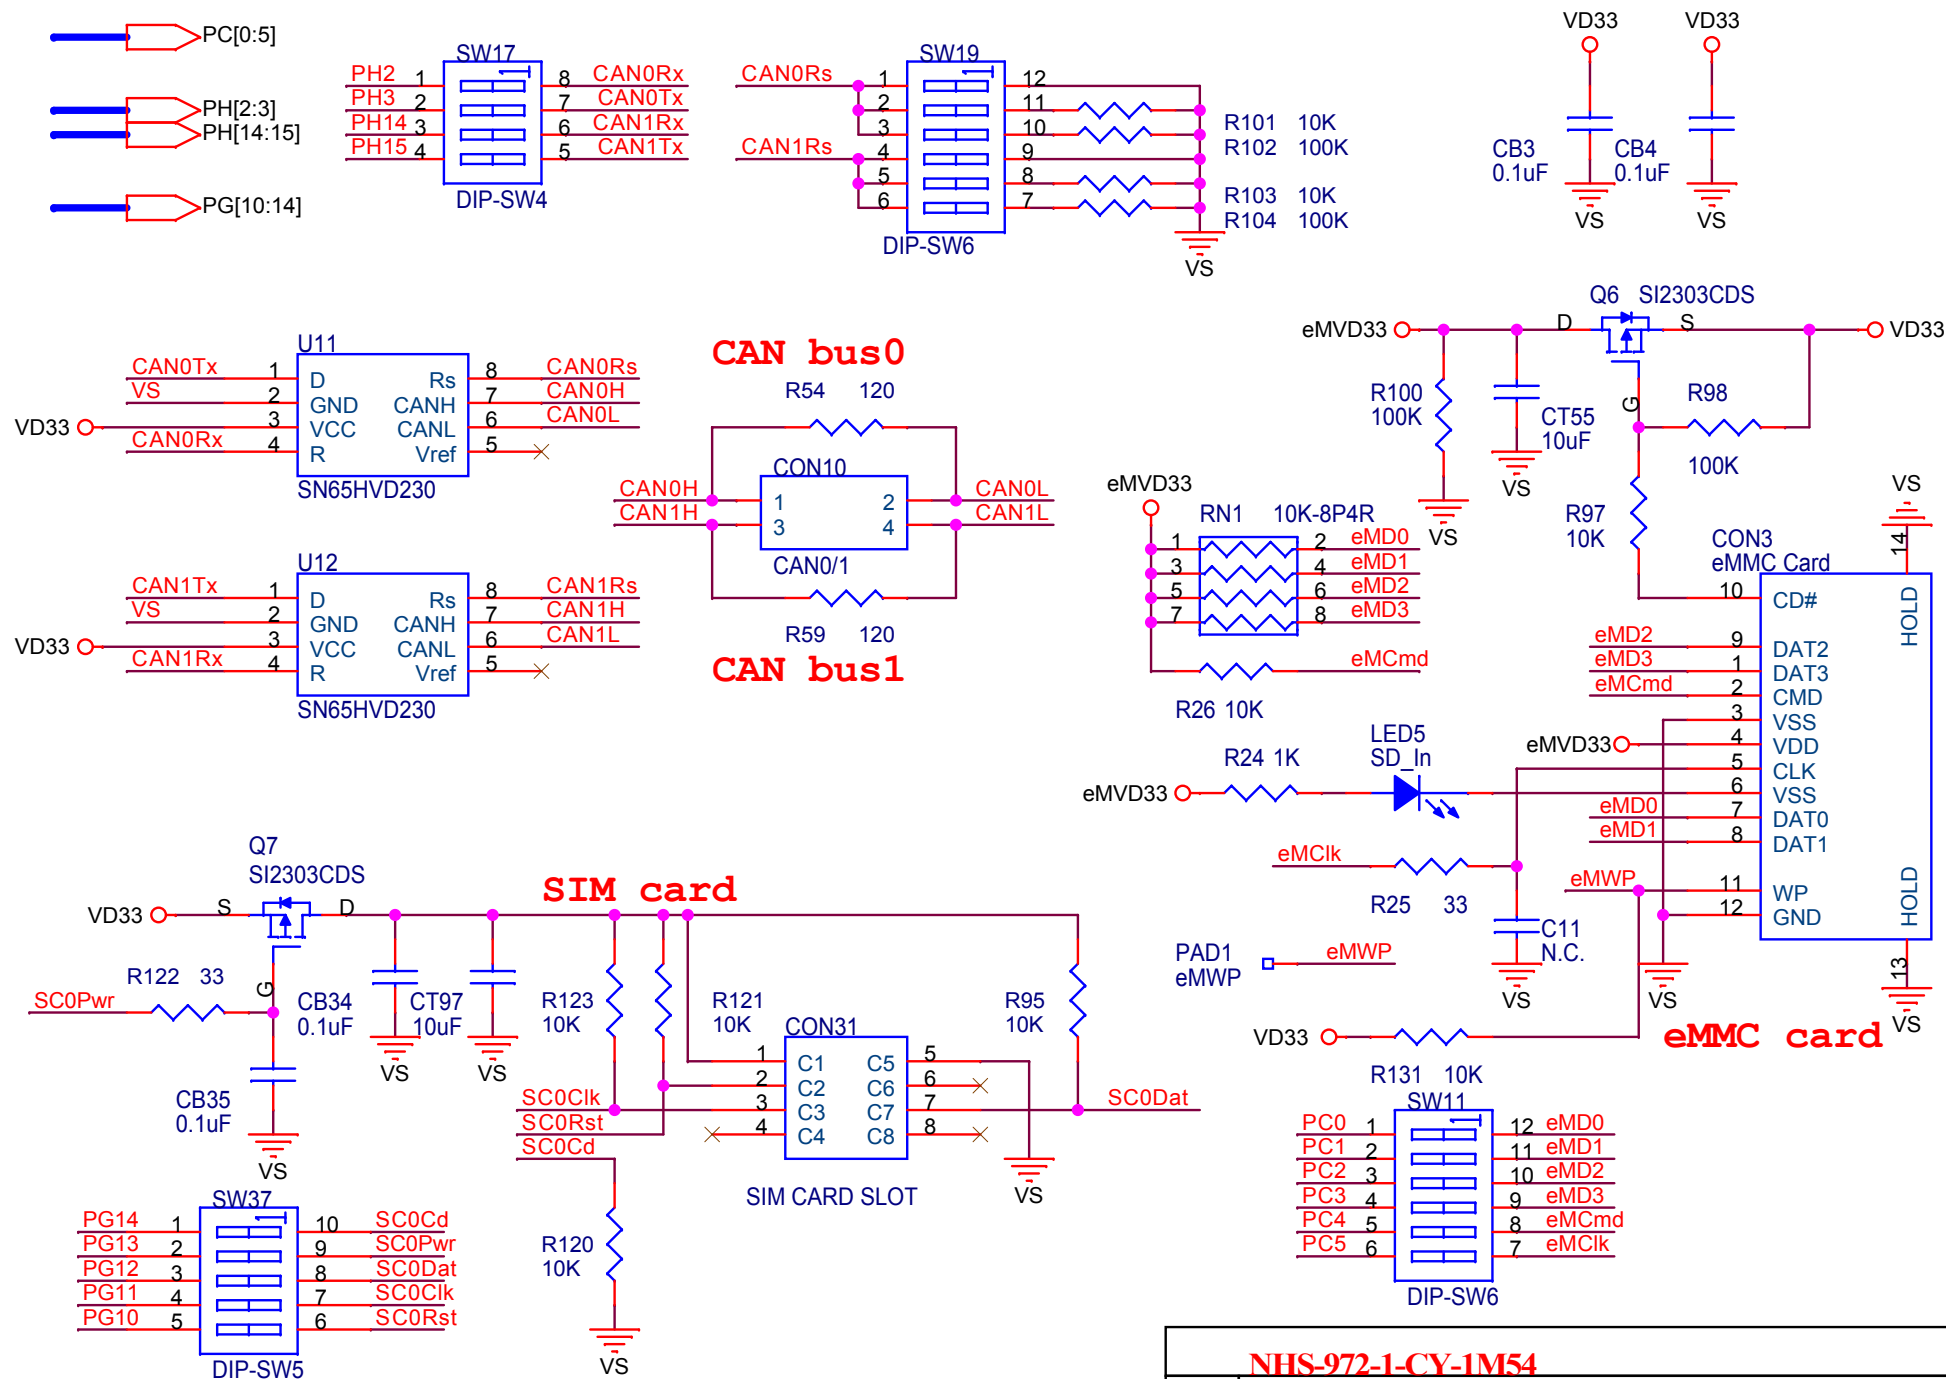 PC[0:5]
PH[2:3]
PH[14:15]
PG[10:14]
SW17
PH2 1 8 CAN0Rx
PH3 2 7 CAN0Tx
PH14 3 6 CAN1Rx
PH15 4 5 CAN1Tx
DIP-SW4
SW19
CAN0Rs 1 12
2 11
3 10
CAN1Rs 4 9
5 8
6 7
DIP-SW6
R101 10K
R102 100K
R103 10K
R104 100K
VS
VD33 VD33
CB3 0.1uF
CB4 0.1uF
VS VS
U11
CAN0Tx 1 D Rs 8 CAN0Rs
VS 2 GND CANH 7 CAN0H
VD33 3 VCC CANL 6 CAN0L
CAN0Rx 4 R Vref 5
SN65HVD230
U12
CAN1Tx 1 D Rs 8 CAN1Rs
VS 2 GND CANH 7 CAN1H
VD33 3 VCC CANL 6 CAN1L
CAN1Rx 4 R Vref 5
SN65HVD230
CAN bus0
R54 120
CON10
CAN0H 1 2 CAN0L
CAN1H 3 4 CAN1L
CAN0/1
R59 120
CAN bus1
Q6 SI2303CDS
eMVD33 D S VD33
G
R100 100K
CT55 10uF
R98
100K
R97 10K
VS VS
eMVD33
RN1 10K-8P4R
1 2 eMD0
3 4 eMD1
5 6 eMD2
7 8 eMD3
eMCmd
R26 10K
VS
14
CON3
eMMC Card
10 CD# HOLD
eMD2 9 DAT2
eMD3 1 DAT3
eMCmd 2 CMD
3 VSS
eMVD33 4 VDD
5 CLK
6 VSS
eMD0 7 DAT0
eMD1 8 DAT1
eMWP 11 WP
12 GND HOLD
13
VS
VS
LED5
SD_In
R24 1K
eMVD33
eMClk
R25 33
C11
N.C.
VS
PAD1
eMWP
eMWP
VD33
R131 10K
eMMC card
Q7
SI2303CDS
VD33 S D
G
R122 33
SC0Pwr
CB34 0.1uF
CT97 10uF
VS VS
CB35
0.1uF
VS
SIM card
R123 10K
R121 10K
R95 10K
CON31
1 C1 C5 5
2 C2 C6 6
SC0Clk 3 C3 C7 7 SC0Dat
SC0Rst 4 C4 C8 8
SC0Cd
SIM CARD SLOT
VS
R120
10K
VS
SW37
PG14 1 10 SC0Cd
PG13 2 9 SC0Pwr
PG12 3 8 SC0Dat
PG11 4 7 SC0Clk
PG10 5 6 SC0Rst
DIP-SW5
SW11
PC0 1 12 eMD0
PC1 2 11 eMD1
PC2 3 10 eMD2
PC3 4 9 eMD3
PC4 5 8 eMCmd
PC5 6 7 eMClk
DIP-SW6
NHS-972-1-CY-1M54